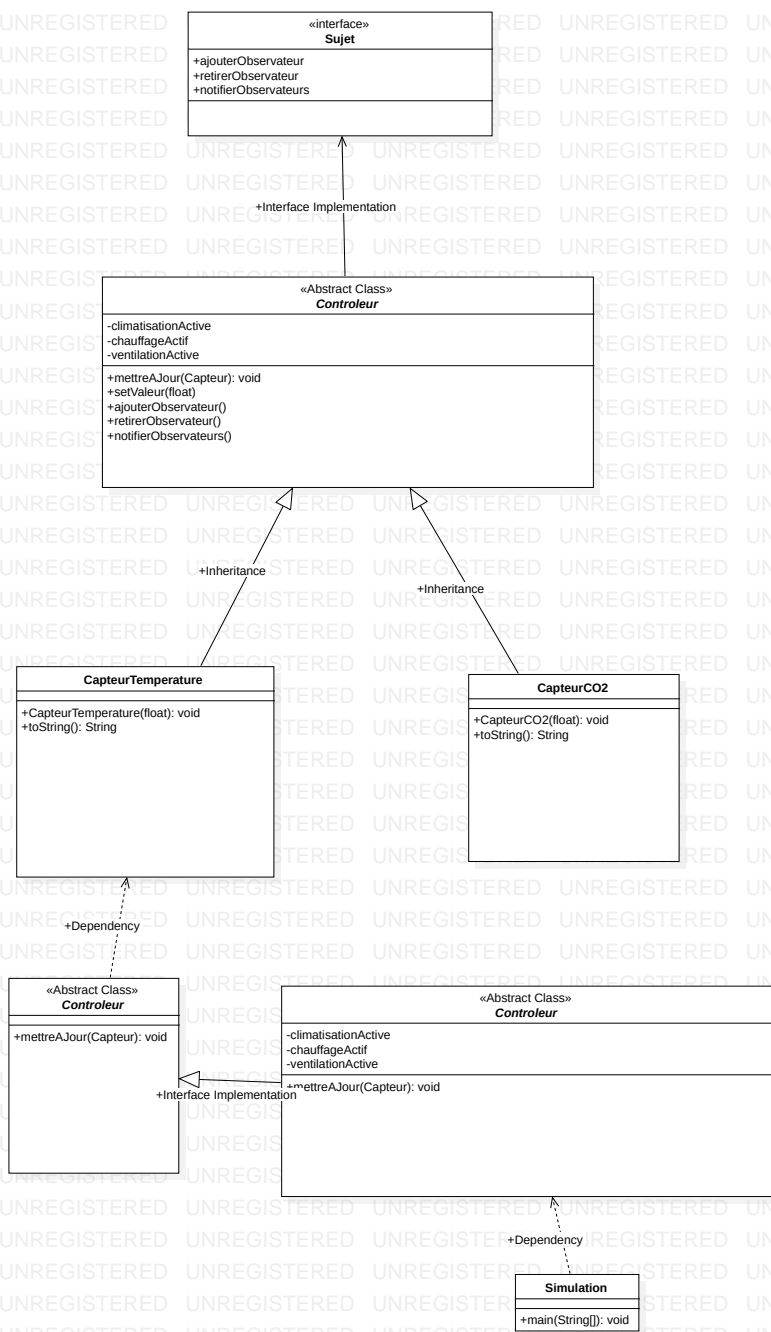 «interface»
Sujet
+ajouterObservateur
+retirerObservateur
+notifierObservateurs
+Interface Implementation
«Abstract Class»
Controleur
-climatisationActive
-chauffageActif
-ventilationActive
+mettreAJour(Capteur): void
+setValeur(float)
+ajouterObservateur()
+retirerObservateur()
+notifierObservateurs()
+Inheritance
+Inheritance
CapteurTemperature
+CapteurTemperature(float): void
+toString(): String
CapteurCO2
+CapteurCO2(float): void
+toString(): String
+Dependency
«Abstract Class»
Controleur
+mettreAJour(Capteur): void
+Interface Implementation
«Abstract Class»
Controleur
-climatisationActive
-chauffageActif
-ventilationActive
+mettreAJour(Capteur): void
+Dependency
Simulation
+main(String[]): void
UNREGISTERED